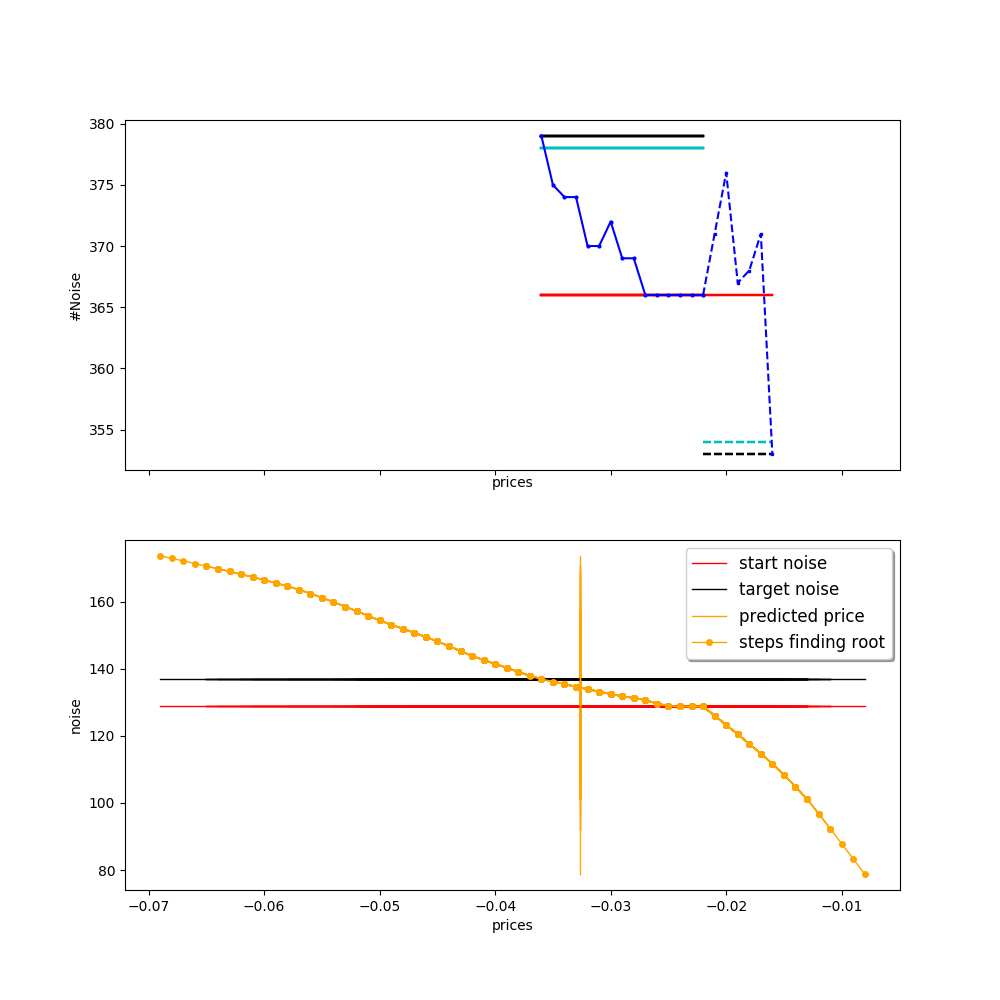 380
375
370
365
360
355
#Noise
prices
start noise
target noise
predicted price
steps finding root
160
140
120
100
80
noise
−0.07
−0.06
−0.05
−0.04
−0.03
−0.02
−0.01
prices